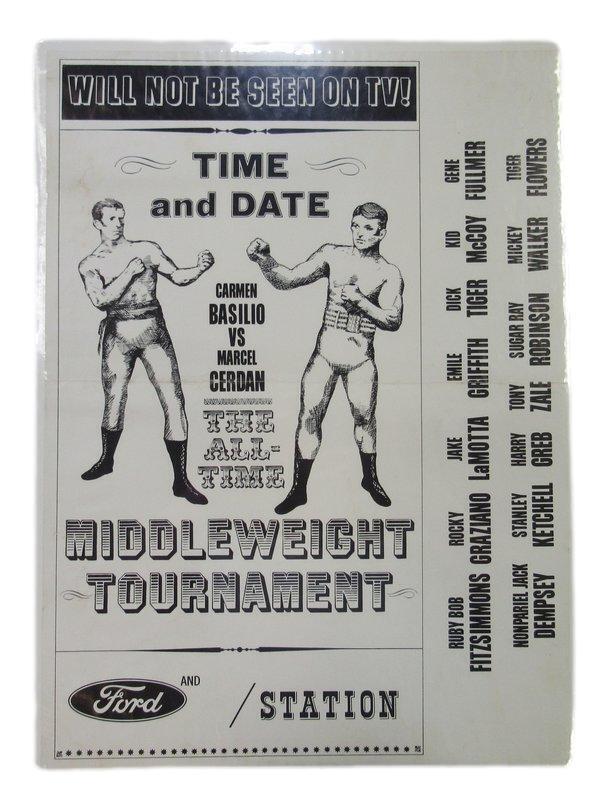 WILL NOT BE SEEN ON TV!
TIME
and DATE
CARMEN
BASILIO
VS
MARCEL
CERDAN
THE
ALL-
TIME
MIDDLEWEIGHT
TOURNAMENT
Ford AND
/STATION
RUBY BOB
FITZSIMMONS
ROCKY
GRAZIANO
JAKE
LaMOTTA
EMILE
GRIFFITH
DICK
TIGER
KID
McCOY
GENE
FULLMER
NONPARIEL JACK
DEMPSEY
STANLEY
KETCHELL
HARRY
GREB
TONY
ZALE
SUGAR RAY
ROBINSON
MICKEY
WALKER
TIGER
FLOWERS